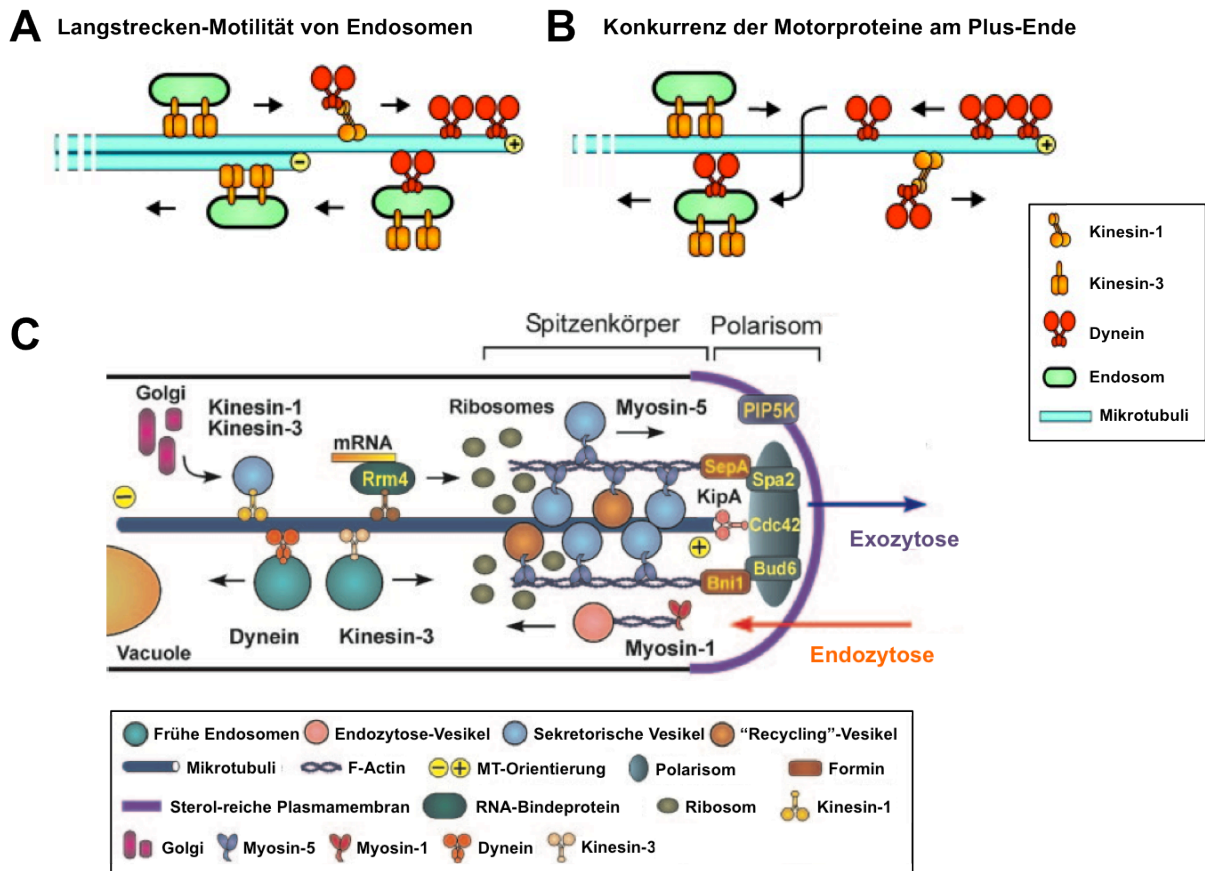 A Langstrecken-Motilität von Endosomen
B Konkurrenz der Motorproteine am Plus-Ende
+
−
+
Kinesin-1
Kinesin-3
Dynein
Endosom
Mikrotubuli
C
Spitzenkörper
Polarisom
Golgi
Kinesin-1
Kinesin-3
mRNA
Rrm4
Ribosomes
Myosin-5
PIP5K
SepA
Spa2
KipA
Cdc42
−
+
Bud6
Bni1
Exozytose
Dynein
Kinesin-3
Myosin-1
Vacuole
Endozytose
Frühe Endosomen Endozytose-Vesikel Sekretorische Vesikel “Recycling”-Vesikel
Mikrotubuli F-Actin − + MT-Orientierung Polarisom Formin
Sterol-reiche Plasmamembran RNA-Bindeprotein Ribosom Kinesin-1
Golgi Myosin-5 Myosin-1 Dynein Kinesin-3